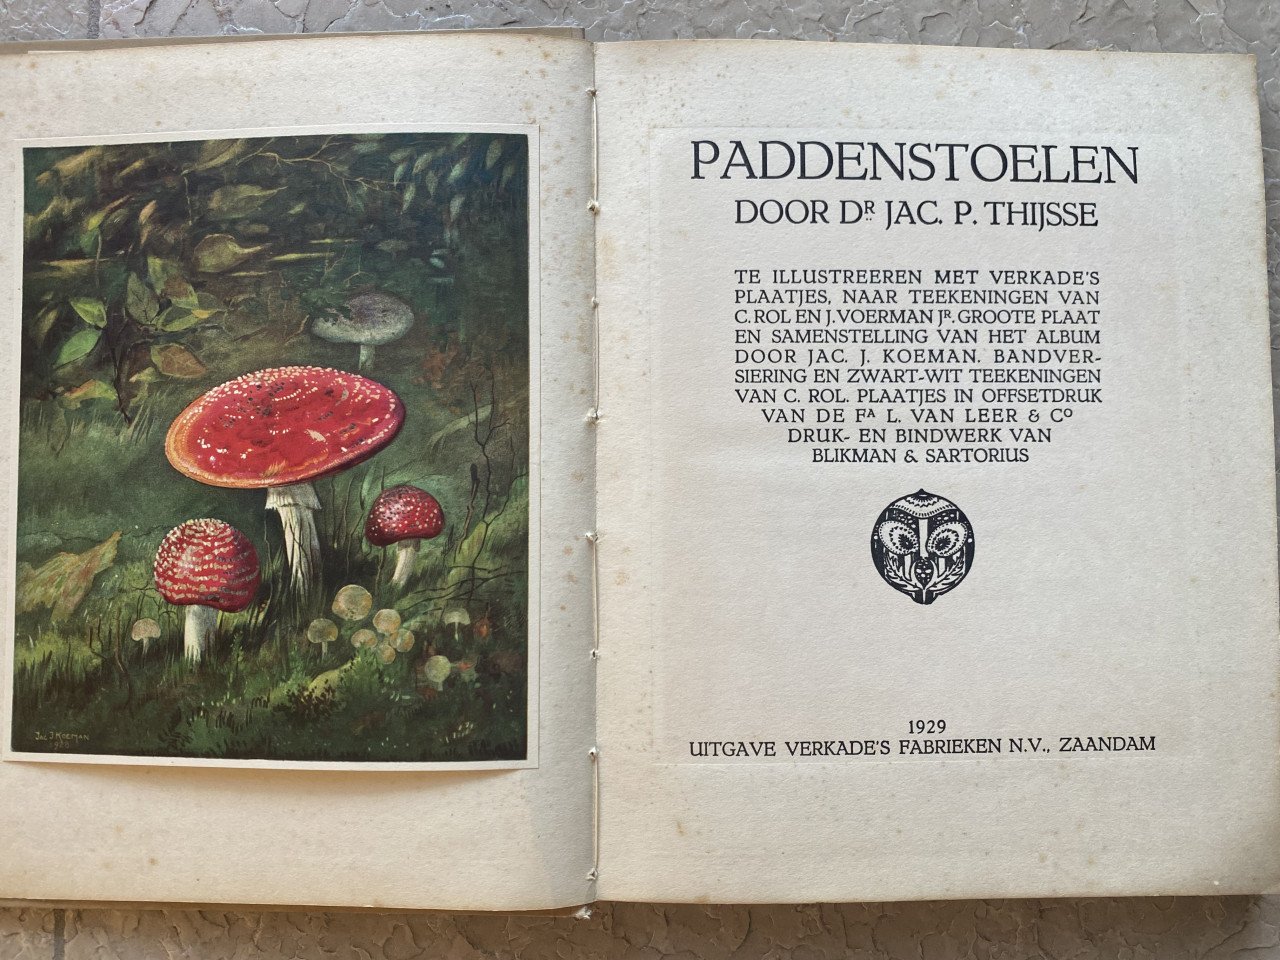 JAC J KOEMAN
1928
PADDENSTOELEN
DOOR DR. JAC. P. THIJSSE
TE ILLUSTREEREN MET VERKADE'S
PLAATJES, NAAR TEEKENINGEN VAN
C. ROL EN J. VOERMAN JR. GROOTE PLAAT
EN SAMENSTELLING VAN HET ALBUM
DOOR JAC. J. KOEMAN. BANDVER-
SIERING EN ZWART-WIT TEEKENINGEN
VAN C. ROL. PLAATJES IN OFFSETDRUK
VAN DE FA L. VAN LEER & CO
DRUK- EN BINDWERK VAN
BLIKMAN & SARTORIUS
1929
UITGAVE VERKADE'S FABRIEKEN N.V., ZAANDAM